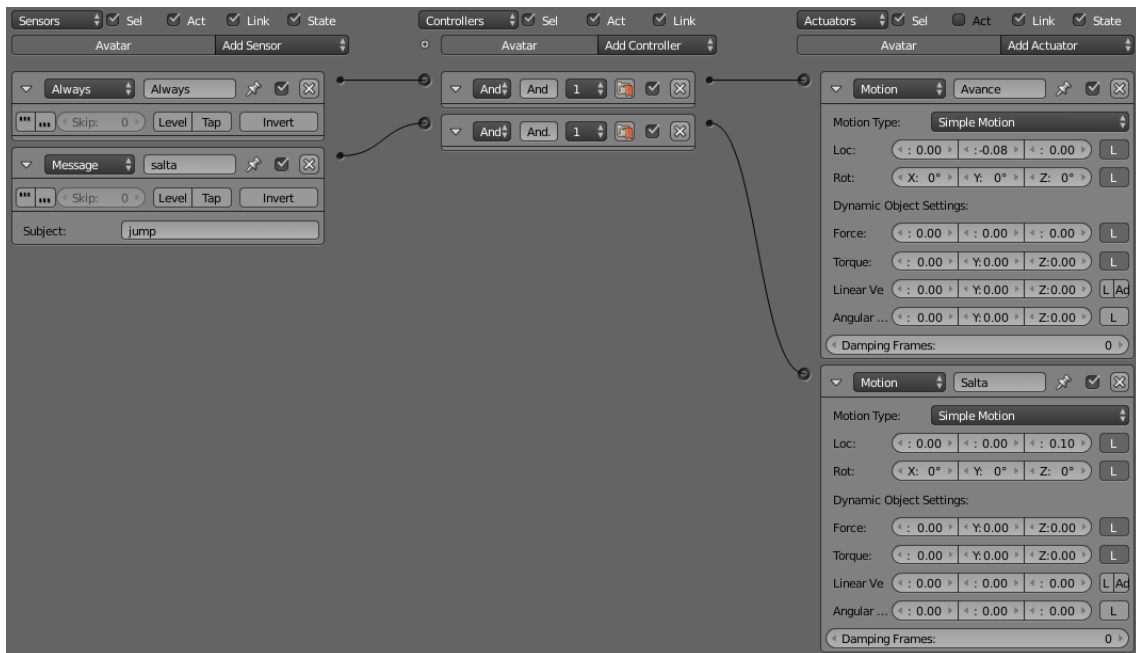 Sensors Sel Act Link State
Avatar Add Sensor
Always Always
Skip: 0 Level Tap Invert
Message salta
Skip: 0 Level Tap Invert
Subject: jump
Controllers Sel Act Link
Avatar Add Controller
And And 1
And And. 1
Actuators Sel Act Link State
Avatar Add Actuator
Motion Avance
Motion Type: Simple Motion
Loc: : 0.00 :-0.08 : 0.00 L
Rot: X: 0° Y: 0° Z: 0° L
Dynamic Object Settings:
Force: : 0.00 : 0.00 : 0.00 L
Torque: : 0.00 Y: 0.00 Z:0.00 L
Linear Ve : 0.00 Y: 0.00 Z:0.00 L Ad
Angular ... : 0.00 Y: 0.00 Z:0.00 L
Damping Frames: 0
Motion Salta
Motion Type: Simple Motion
Loc: : 0.00 : 0.00 : 0.10 L
Rot: X: 0° Y: 0° Z: 0° L
Dynamic Object Settings:
Force: : 0.00 Y: 0.00 Z:0.00 L
Torque: : 0.00 Y: 0.00 Z:0.00 L
Linear Ve : 0.00 : 0.00 : 0.00 L Ad
Angular ... : 0.00 : 0.00 : 0.00 L
Damping Frames: 0